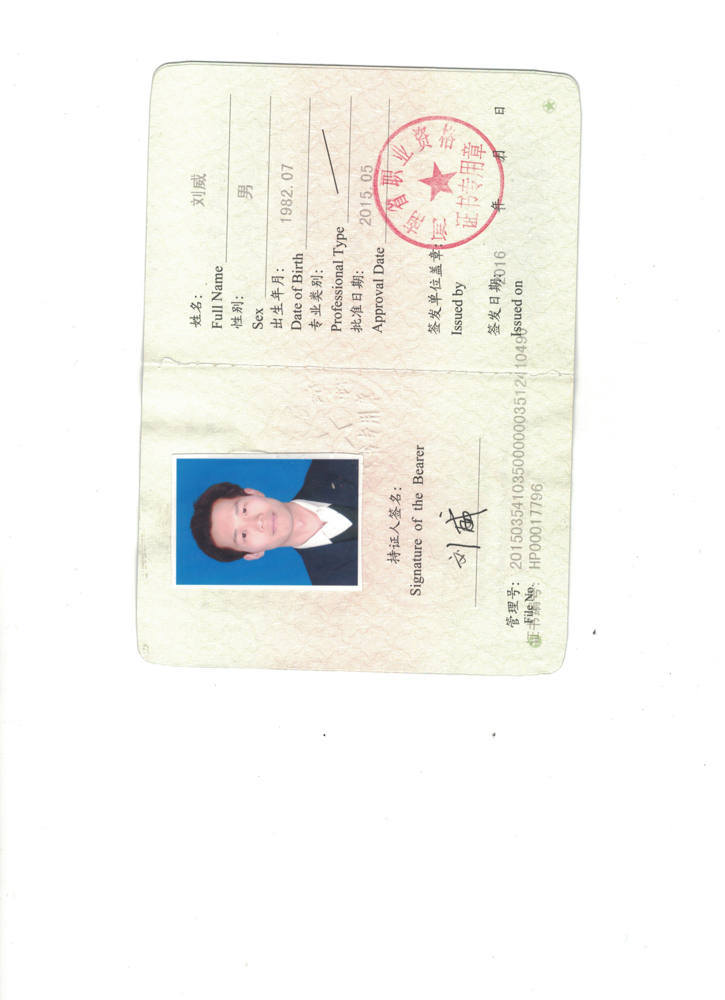 持证人签名：
Signature of the Bearer
刘威
管理号：201503541035000000351241 0490
File No.
证书编号：HP00017796
姓名：
刘威
Full Name
性别：
男
Sex
出生年月：
1982.07
Date of Birth
专业类别：
Professional Type
批准日期：
2015.05
Approval Date
签发单位盖章：
Issued by
河南省职业资格
证书专用章
签发日期：2016 年 月 日
Issued on